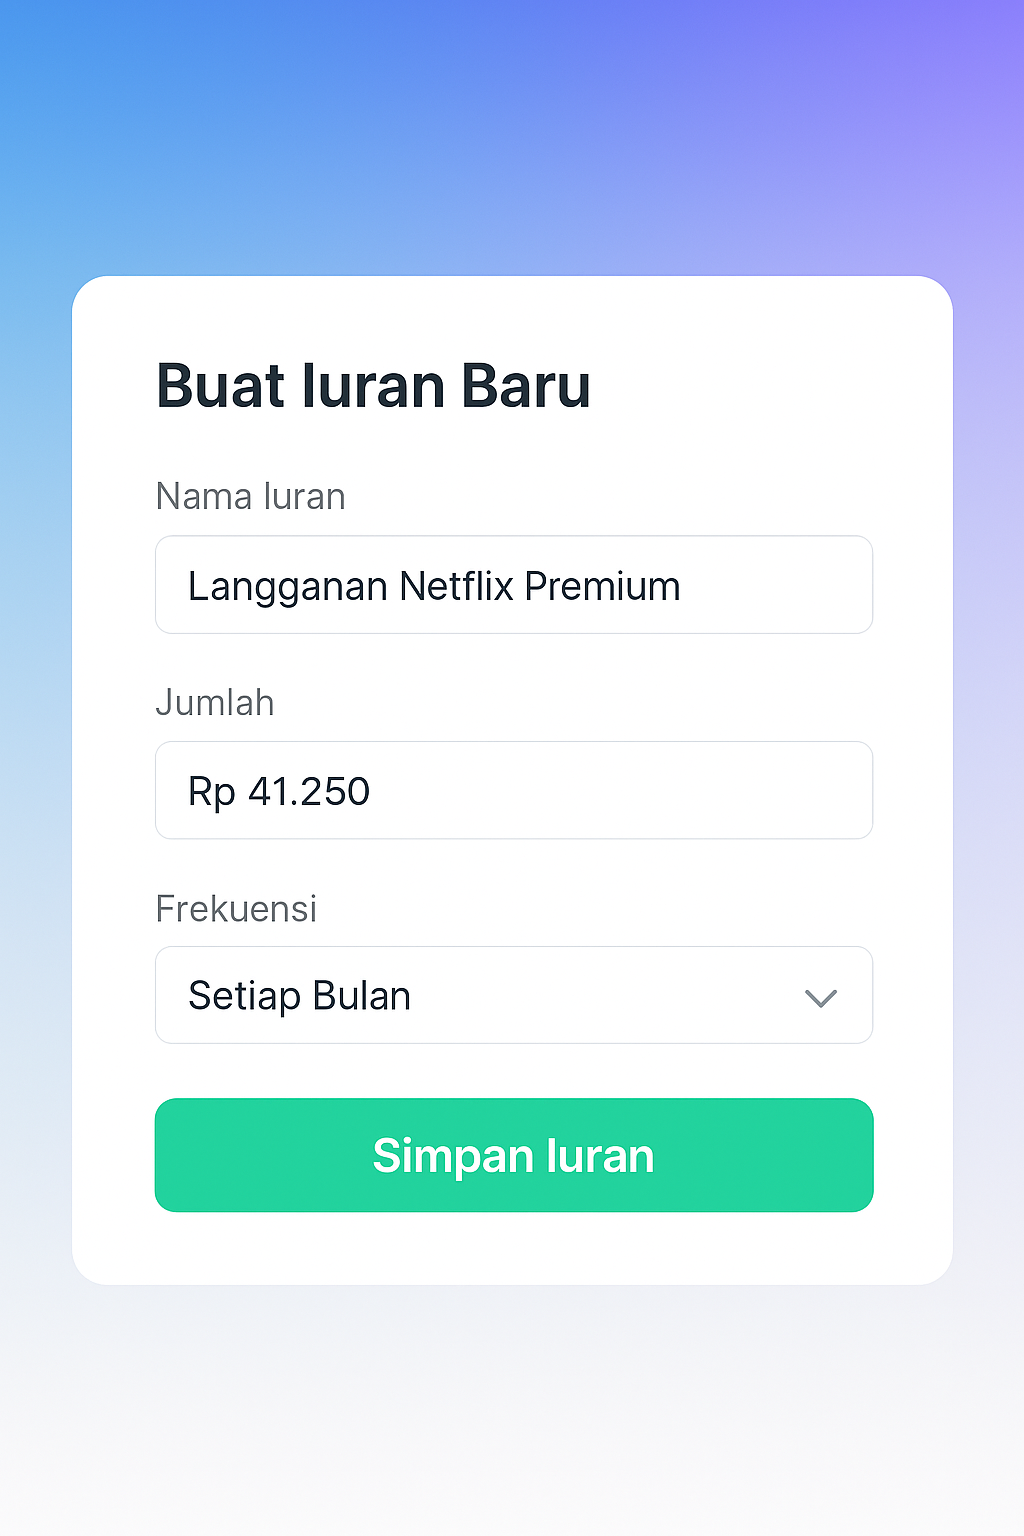 Buat Iuran Baru
Nama Iuran
Langganan Netflix Premium
Jumlah
Rp 41.250
Frekuensi
Setiap Bulan
Simpan Iuran